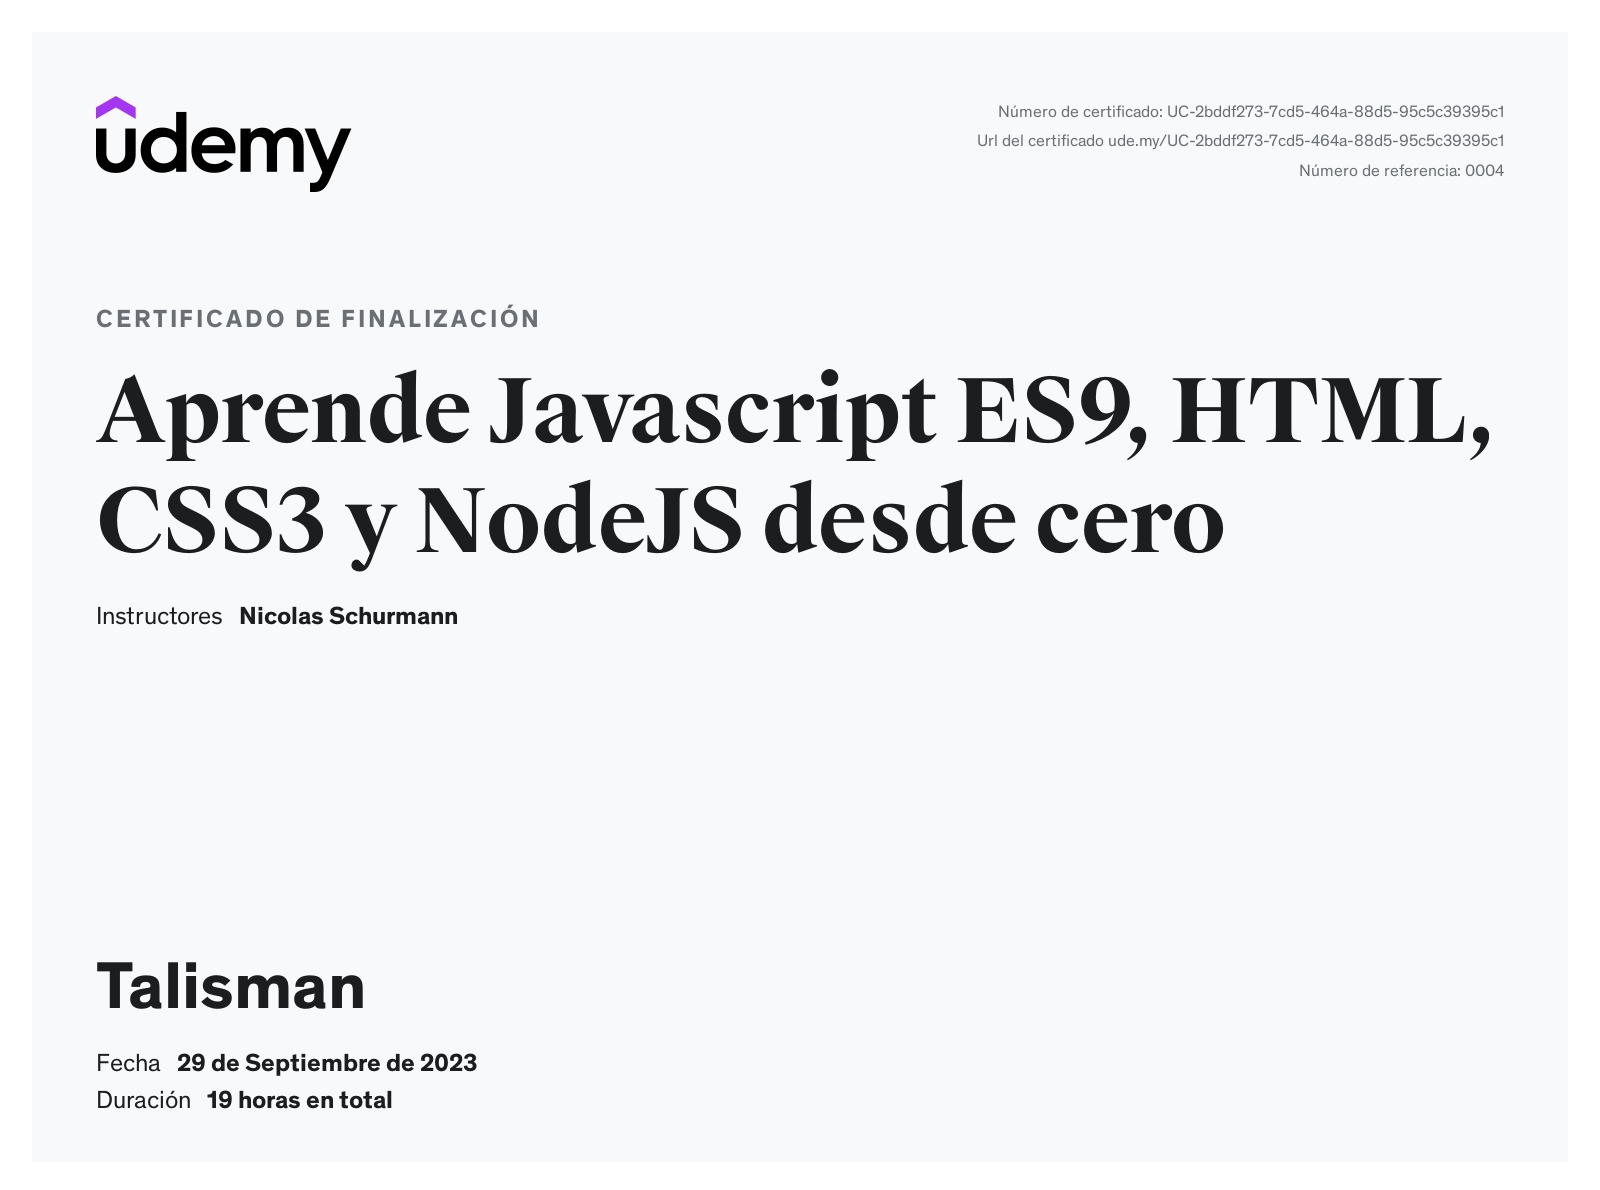 udemy
Número de certificado: UC-2bddf273-7cd5-464a-88d5-95c5c39395c1
Url del certificado ude.my/UC-2bddf273-7cd5-464a-88d5-95c5c39395c1
Número de referencia: 0004
CERTIFICADO DE FINALIZACIÓN
Aprende Javascript ES9, HTML,
CSS3 y NodeJS desde cero
Instructores Nicolas Schurmann
Talisman
Fecha 29 de Septiembre de 2023
Duración 19 horas en total